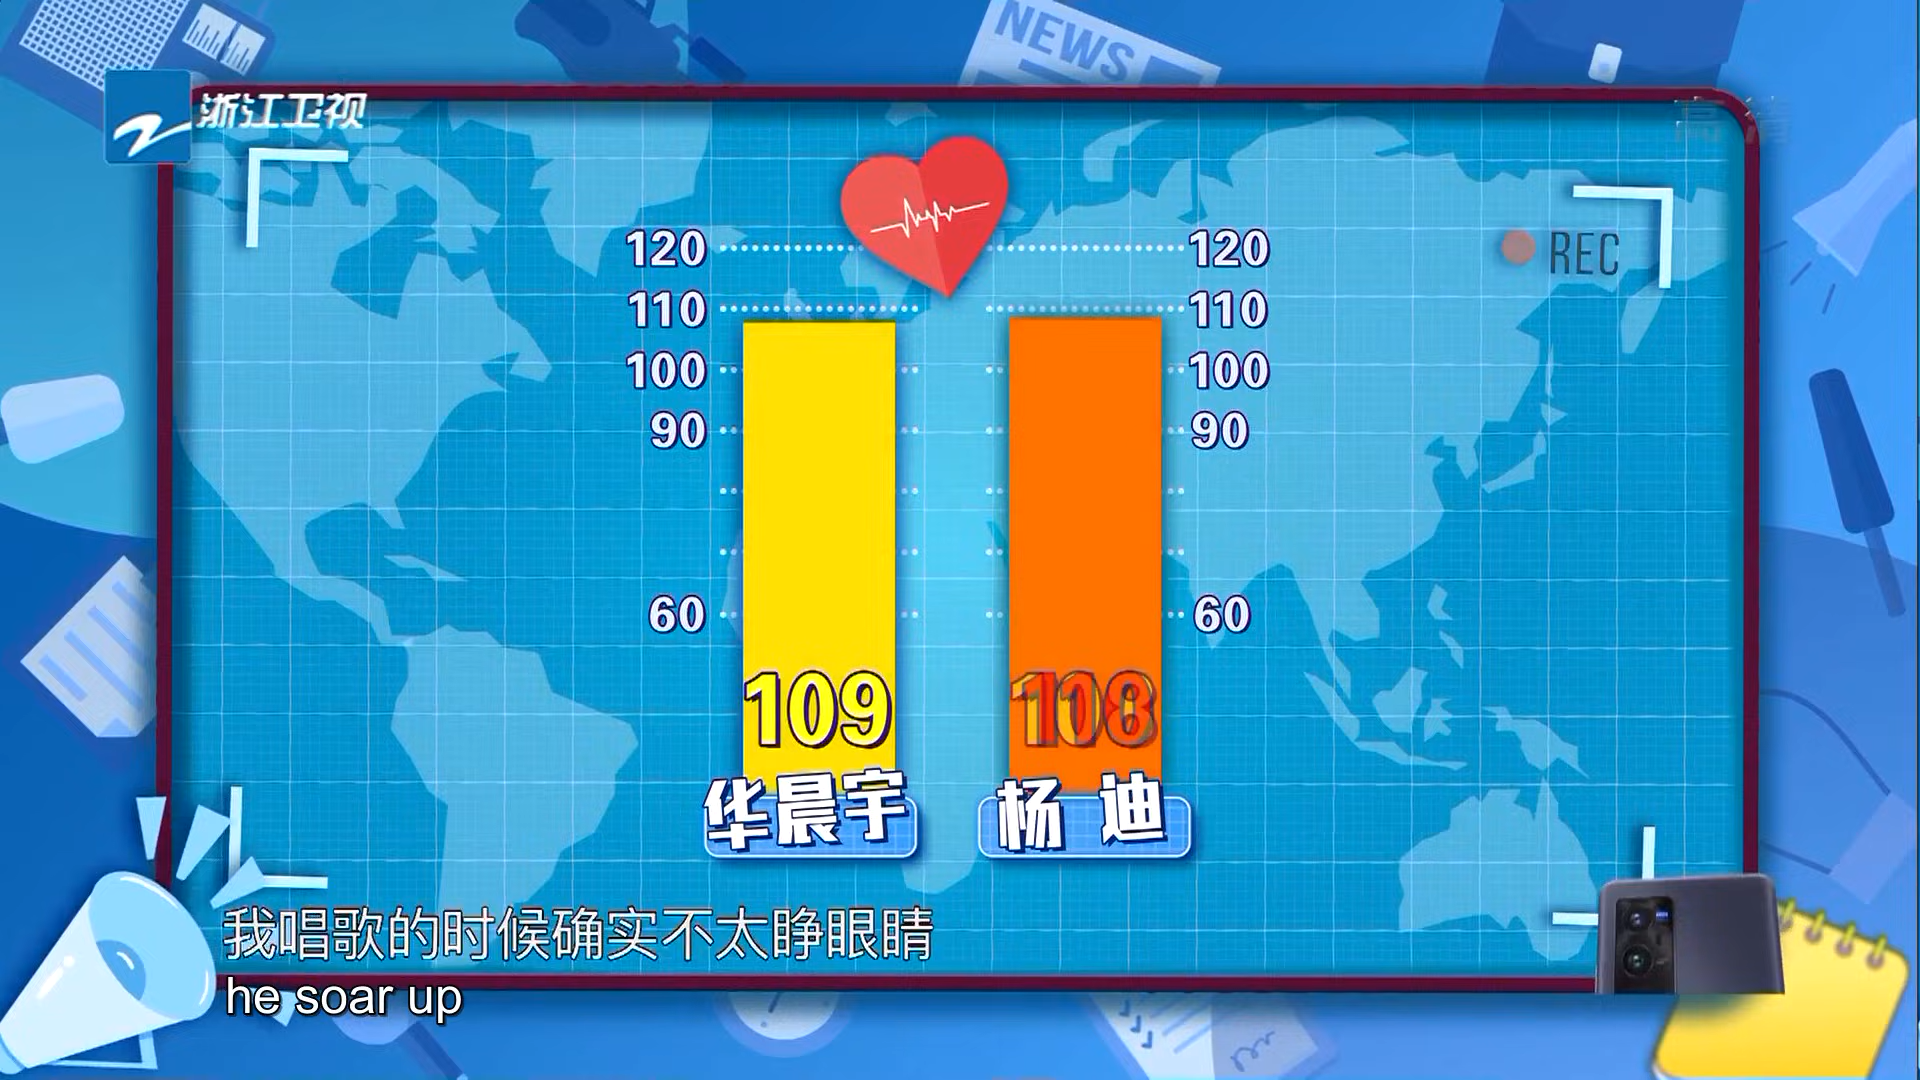 NEWS
浙江卫视
高清
120 120
110 110
REC
100 100
90 90
60 60
109
华晨宇 杨迪
我唱歌的时候确实不太睁眼睛
he soar up